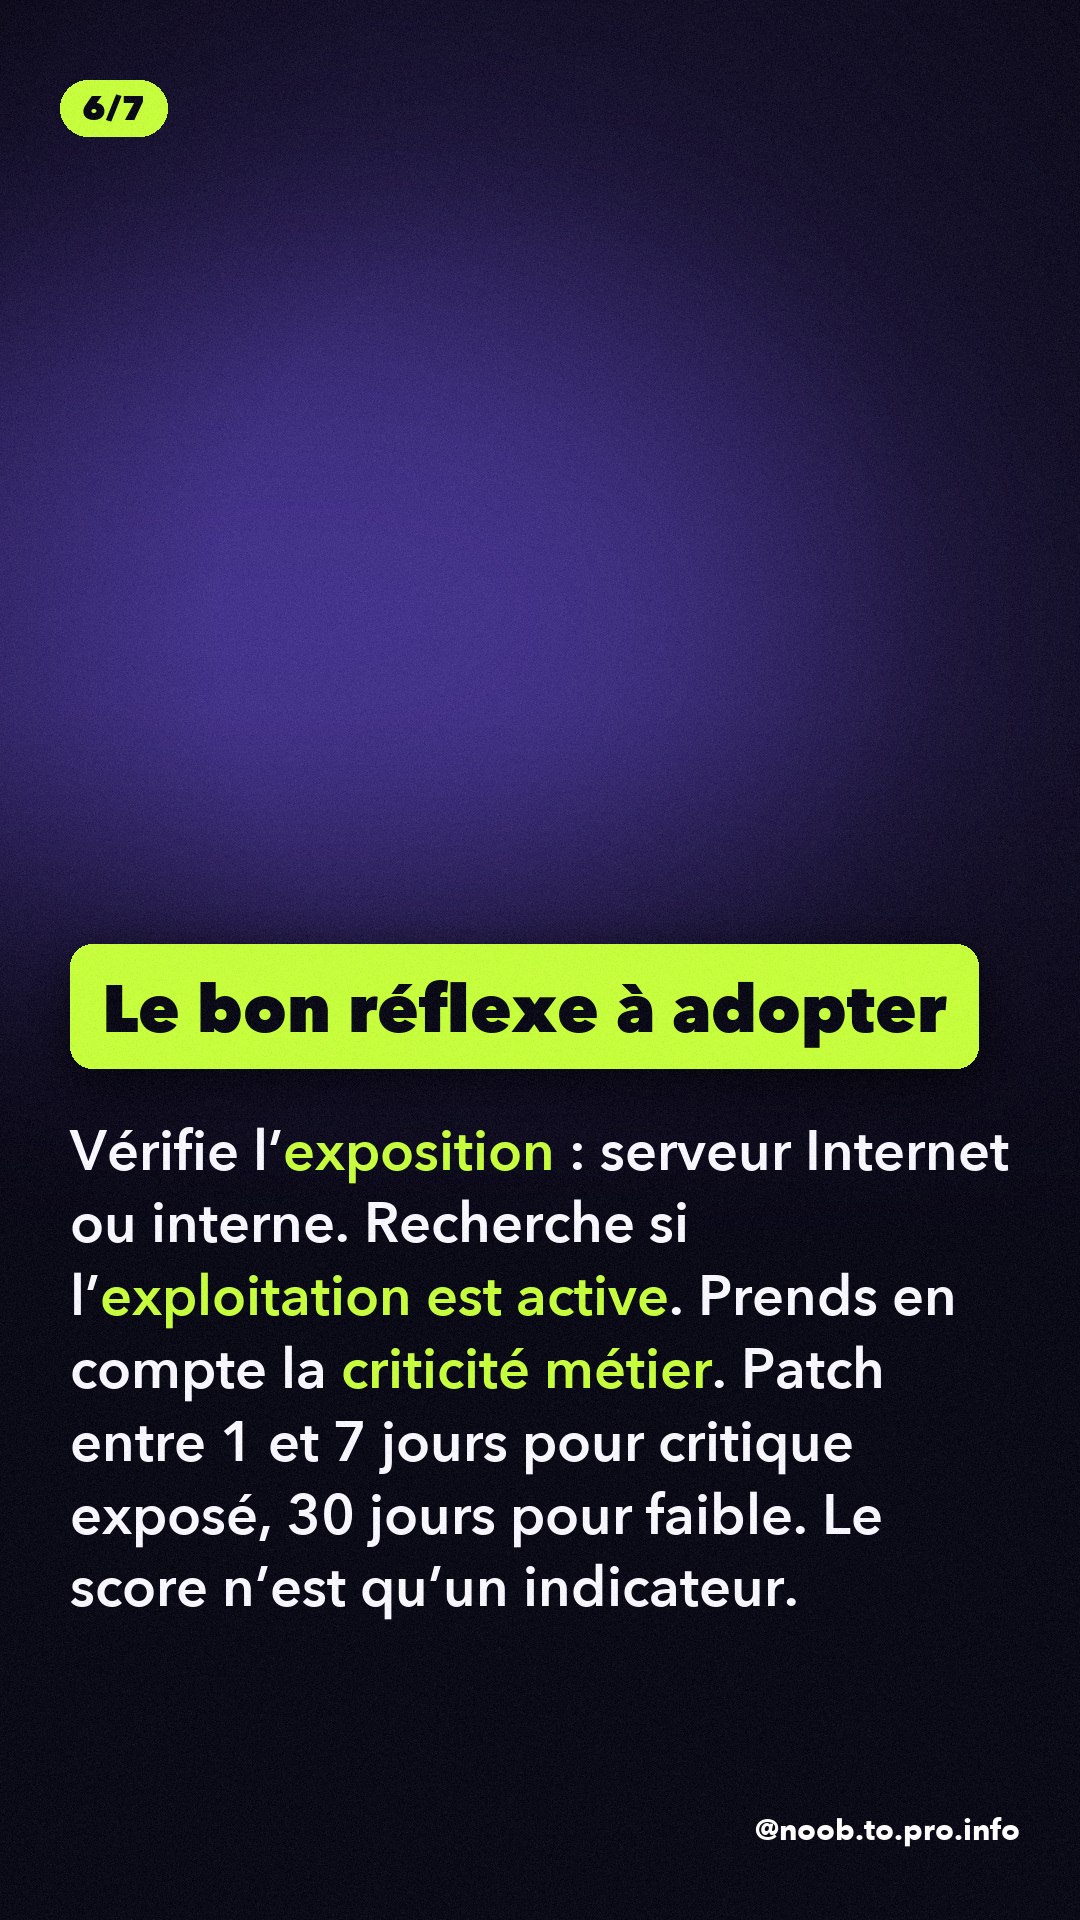 6/7
Le bon réflexe à adopter
Vérifie l’exposition : serveur Internet
ou interne. Recherche si
l’exploitation est active. Prends en
compte la criticité métier. Patch
entre 1 et 7 jours pour critique
exposé, 30 jours pour faible. Le
score n’est qu’un indicateur.
@noob.to.pro.info